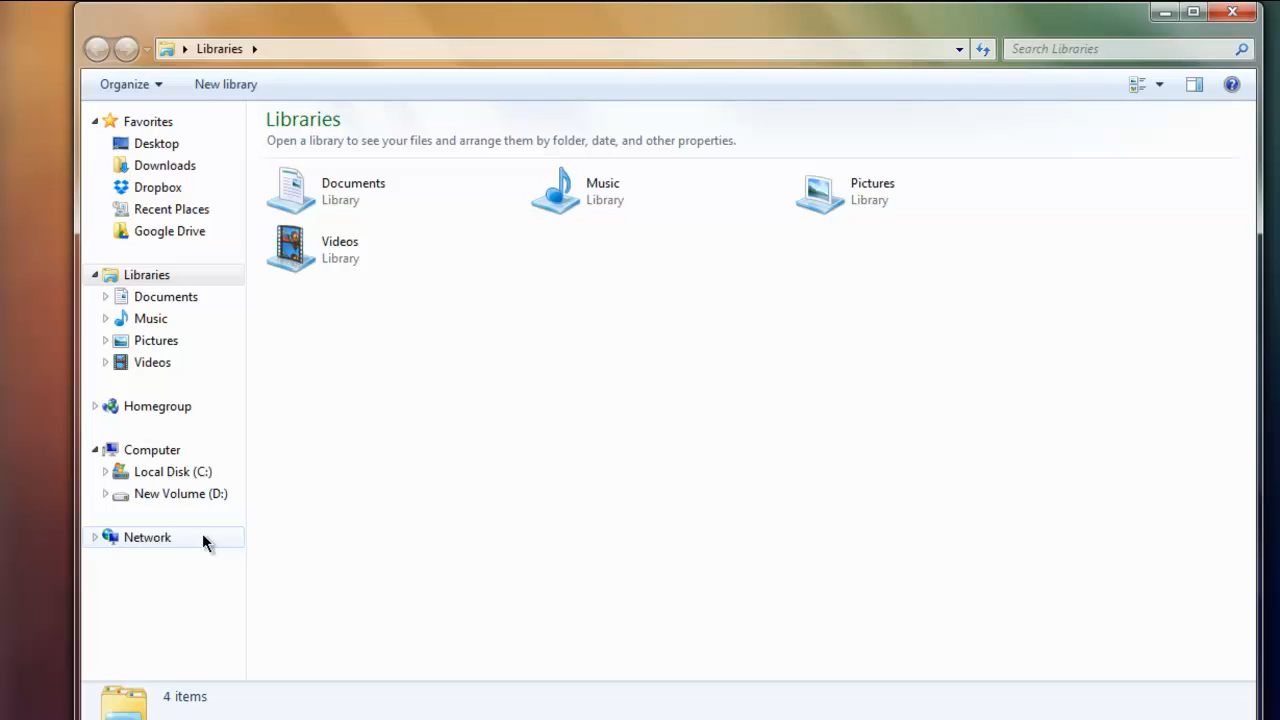 Libraries
Search Libraries
Organize
New library
Favorites
Desktop
Downloads
Dropbox
Recent Places
Google Drive
Libraries
Documents
Music
Pictures
Videos
Homegroup
Computer
Local Disk (C:)
New Volume (D:)
Network
Libraries
Open a library to see your files and arrange them by folder, date, and other properties.
Documents
Library
Music
Library
Pictures
Library
Videos
Library
4 items